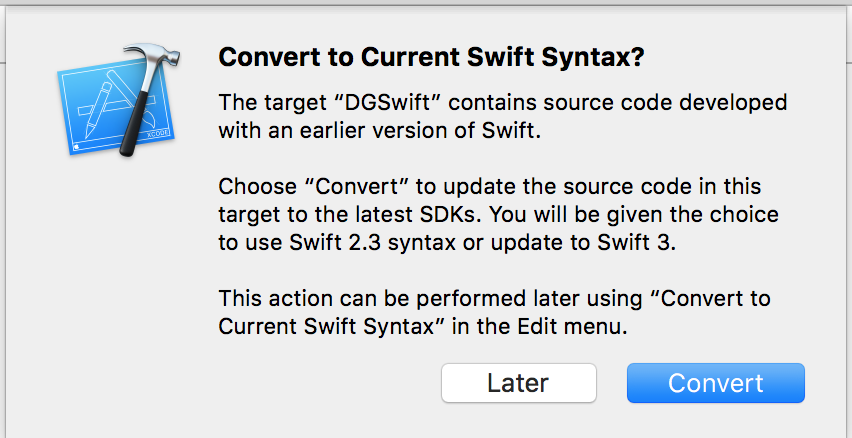 Convert to Current Swift Syntax?
The target “DGSwift” contains source code developed
with an earlier version of Swift.
Choose “Convert” to update the source code in this
target to the latest SDKs. You will be given the choice
to use Swift 2.3 syntax or update to Swift 3.
This action can be performed later using “Convert to
Current Swift Syntax” in the Edit menu.
XCODE
Later
Convert